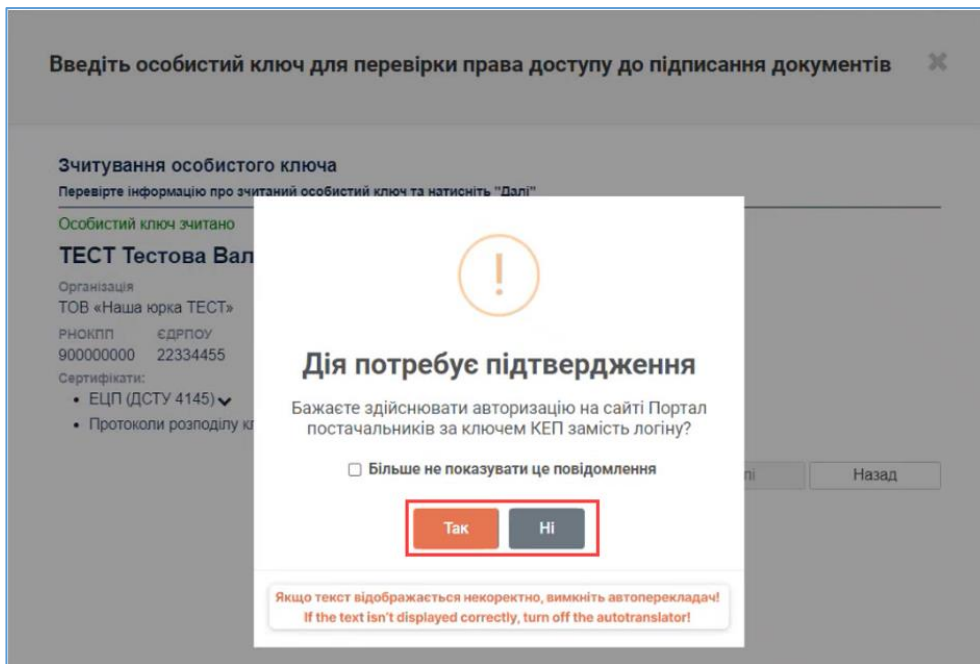 Введіть особистий ключ для перевірки права доступу до підписання документів
Зчитування особистого ключа
Перевірте інформацію про зчитаний особистий ключ та натисніть "Далі"
Особистий ключ зчитано
ТЕСТ Тестова
Організація
ТОВ «Наша юрка ТЕСТ»
РНОКПП ЄДРПОУ
900000000 22334455
Сертифікати:
• ЕЦП (ДСТУ 4145)
• Протоколи розподілу
Назад
!
Дія потребує підтвердження
Бажаєте здійснювати авторизацію на сайті Портал
постачальників за ключем КЕП замість логіну?
Більше не показувати це повідомлення
Так Ні
Якщо текст відображається некоректно, вимкніть автоперекладач!
If the text isn't displayed correctly, turn off the autotranslator!